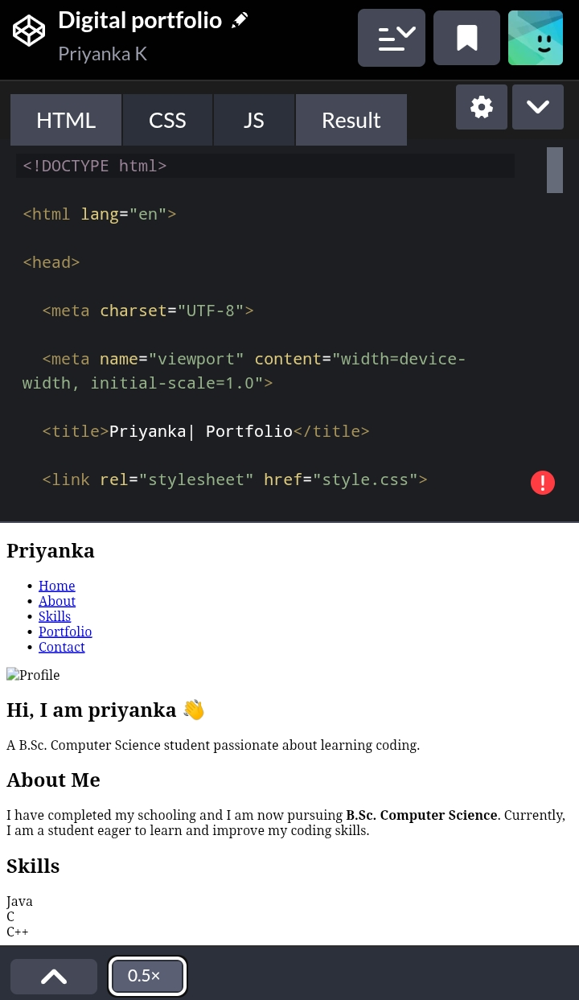 Digital portfolio
Priyanka K
HTML CSS JS Result
<!DOCTYPE html>
<html lang="en">
<head>
<meta charset="UTF-8">
<meta name="viewport" content="width=device-
width, initial-scale=1.0">
<title>Priyanka| Portfolio</title>
<link rel="stylesheet" href="style.css">
!
Priyanka
• Home
• About
• Skills
• Portfolio
• Contact
Profile
Hi, I am priyanka 👋
A B.Sc. Computer Science student passionate about learning coding.
About Me
I have completed my schooling and I am now pursuing B.Sc. Computer Science. Currently,
I am a student eager to learn and improve my coding skills.
Skills
Java
C
C++
0.5×